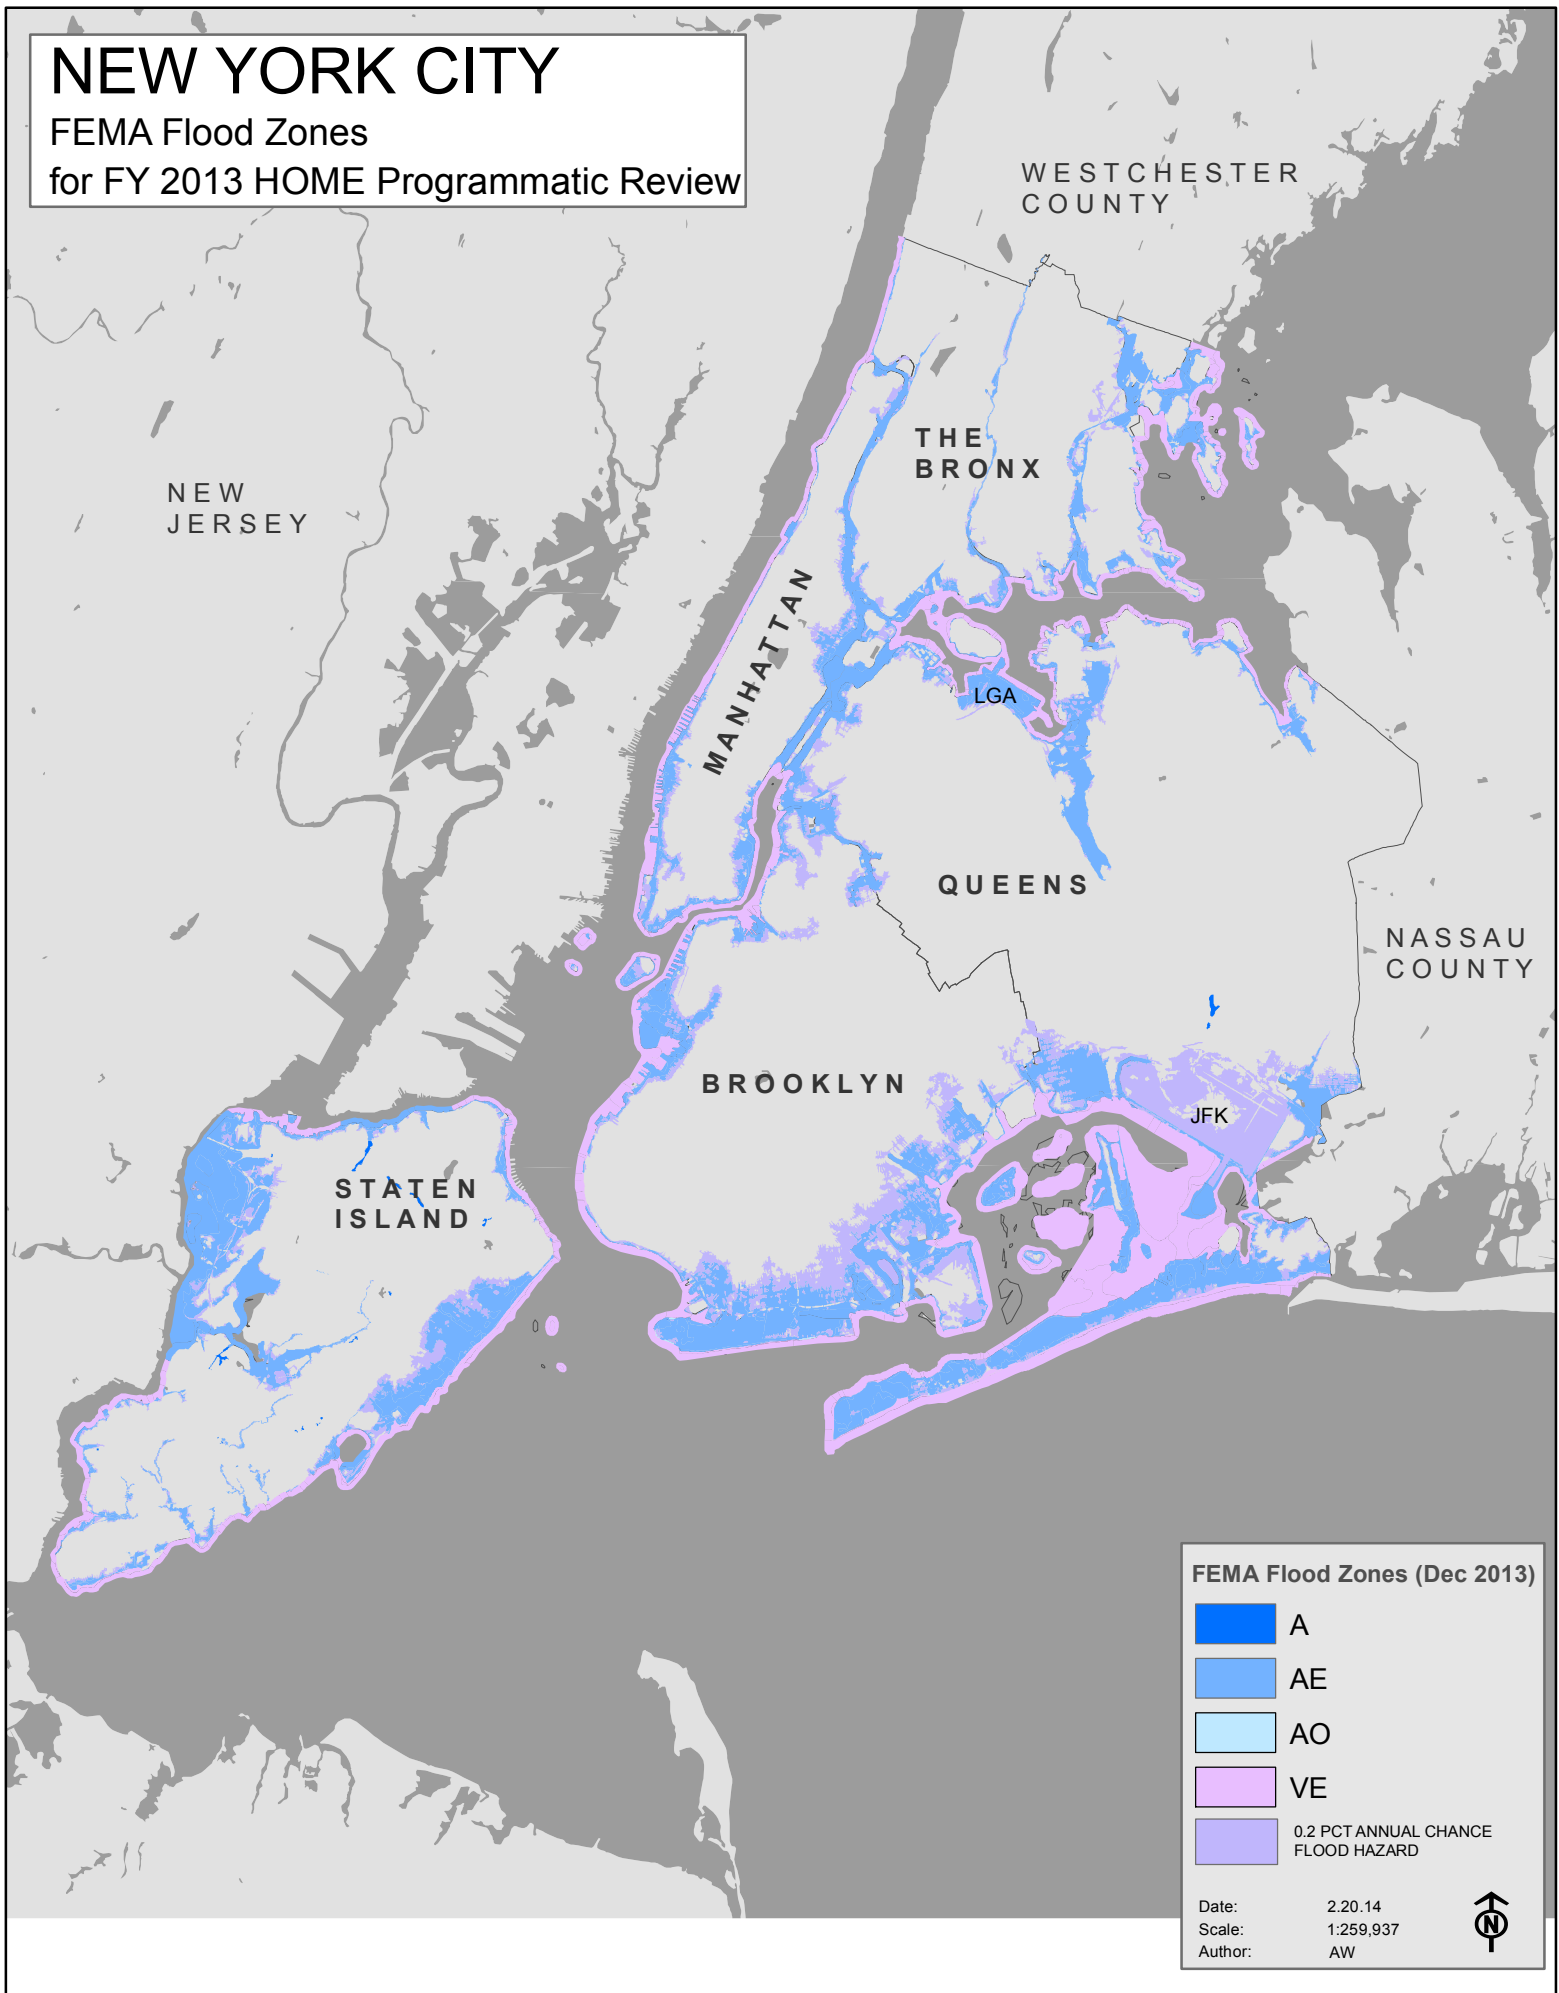 NEW YORK CITY
FEMA Flood Zones
for FY 2013 HOME Programmatic Review
WESTCHESTER
COUNTY
THE
BRONX
NEW
JERSEY
MANHATTAN
LGA
QUEENS
NASSAU
COUNTY
BROOKLYN
JFK
STATEN
ISLAND
FEMA Flood Zones (Dec 2013)
A
AE
AO
VE
0.2 PCT ANNUAL CHANCE
FLOOD HAZARD
Date: 2.20.14
Scale: 1:259,937
Author: AW
N